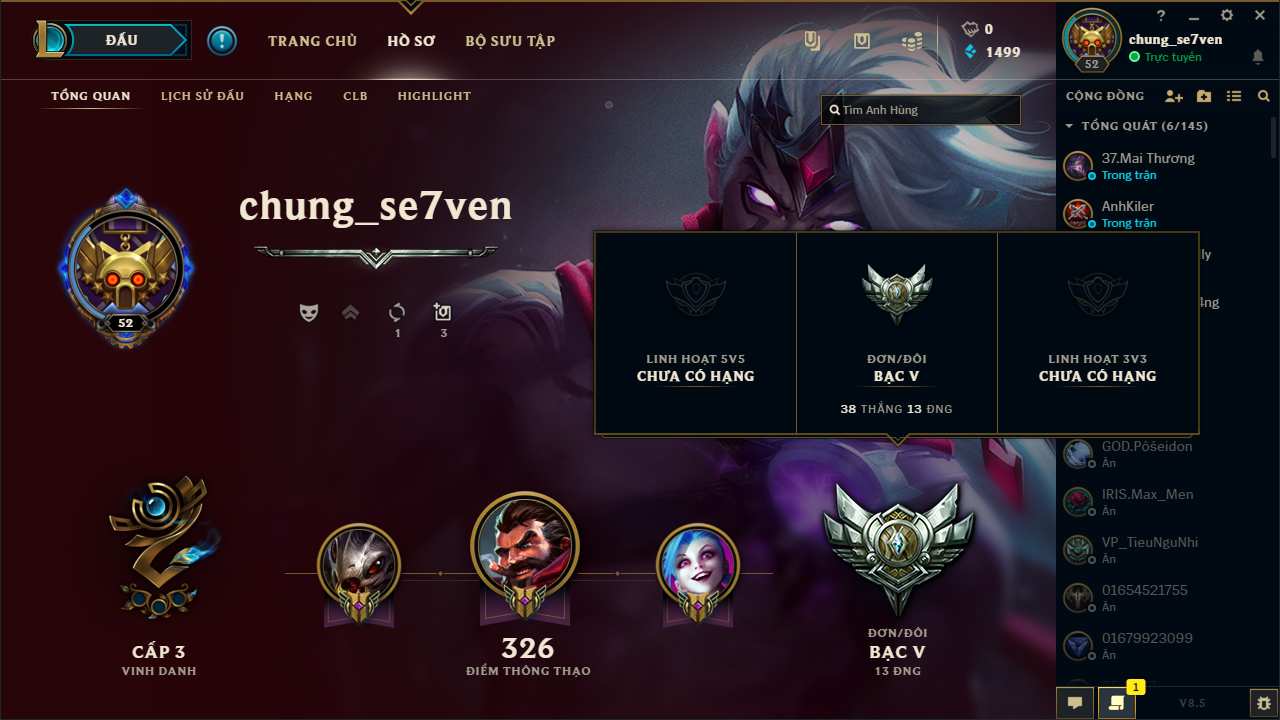 ĐẤU
TRANG CHỦ
HỒ SƠ
BỘ SƯU TẬP
0
1499
?
chung_se7ven
Trực tuyến
52
TỔNG QUAN
LỊCH SỬ ĐẤU
HẠNG
CLB
HIGHLIGHT
Tìm Anh Hùng
CỘNG ĐỒNG
TỔNG QUÁT (6/145)
37.Mai Thương
Trong trận
AnhKiler
Trong trận
lly
4ng
chung_se7ven
52
1
3
LINH HOẠT 5V5
CHƯA CÓ HẠNG
ĐƠN/ĐÔI
BẠC V
38 THẮNG 13 ĐNG
LINH HOẠT 3V3
CHƯA CÓ HẠNG
GOD.Pôšeidon
Ẩn
IRIS.Max_Men
Ẩn
VP_TieuNguNhi
Ẩn
01654521755
Ẩn
01679923099
Ẩn
CẤP 3
VINH DANH
326
ĐIỂM THÔNG THẠO
ĐƠN/ĐÔI
BẠC V
13 ĐNG
1
V8.5